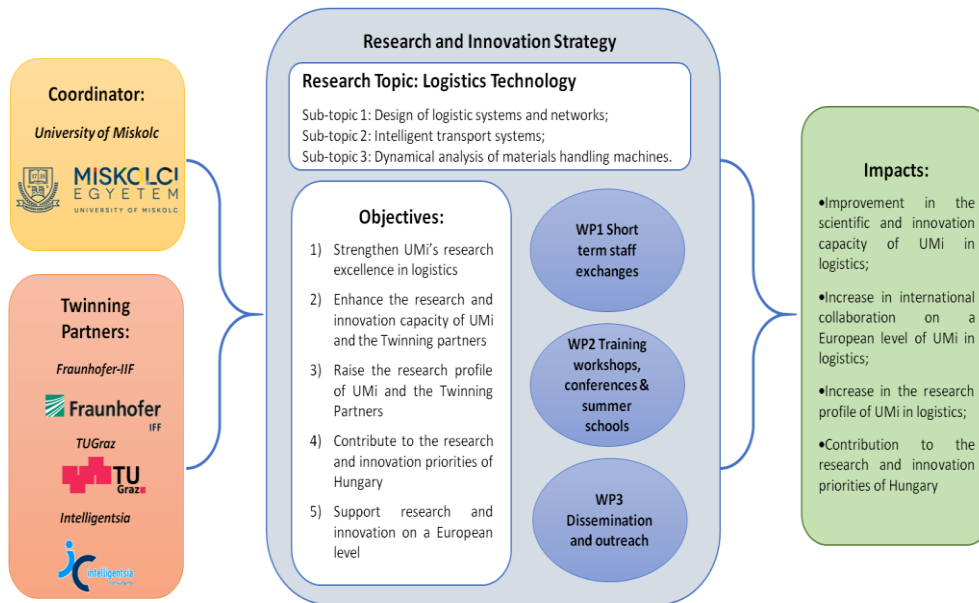 Coordinator:
University of Miskolc
MISKOLCI
EGYETEM
UNIVERSITY OF MISKOLC
Twinning
Partners:
Fraunhofer-IIF
Fraunhofer
IFF
TUGraz
TU
Graz
Intelligentsia
intelligentsia
consultants
Research and Innovation Strategy
Research Topic: Logistics Technology
Sub-topic 1: Design of logistic systems and networks;
Sub-topic 2: Intelligent transport systems;
Sub-topic 3: Dynamical analysis of materials handling machines.
Objectives:
1) Strengthen UMi's research
excellence in logistics
2) Enhance the research and
innovation capacity of UMi
and the Twinning partners
3) Raise the research profile
of UMi and the Twinning
Partners
4) Contribute to the research
and innovation priorities of
Hungary
5) Support research and
innovation on a European
level
WP1 Short
term staff
exchanges
WP2 Training
workshops,
conferences &
summer
schools
WP3
Dissemination
and outreach
Impacts:
•Improvement in the
scientific and innovation
capacity of UMi in
logistics;
•Increase in international
collaboration on a
European level of UMi in
logistics;
•Increase in the research
profile of UMi in logistics;
•Contribution to the
research and innovation
priorities of Hungary